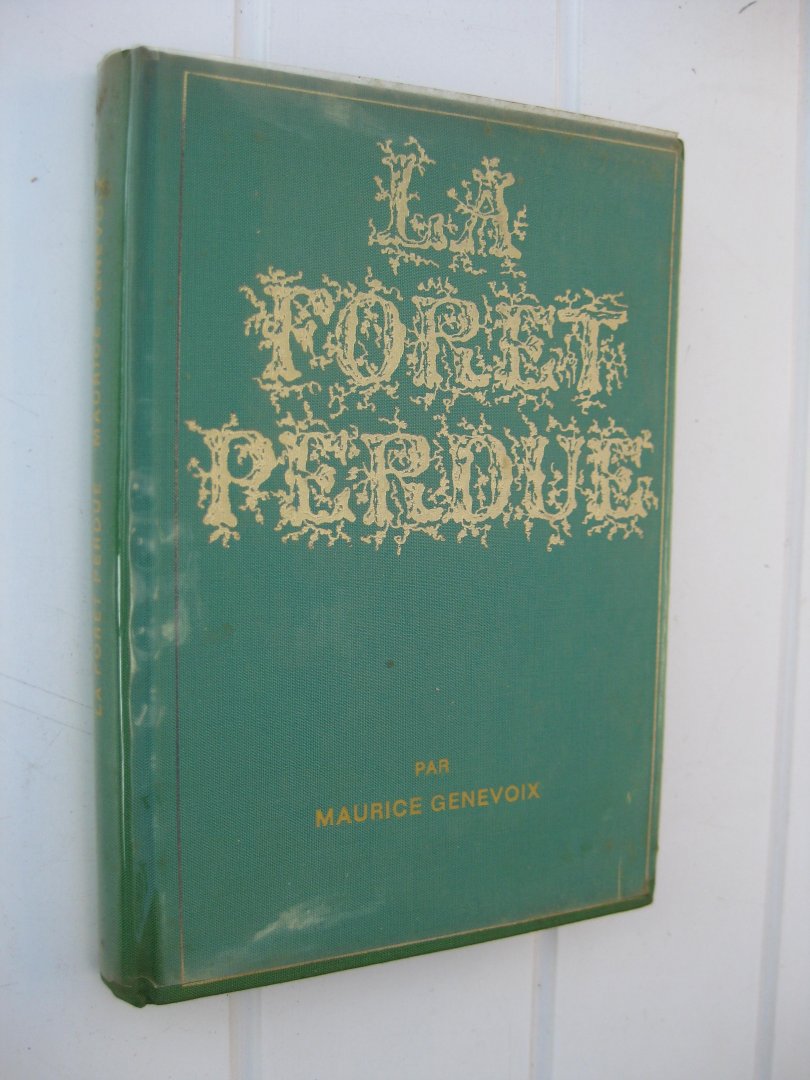 LA
FORET
PERDUE
PAR
MAURICE GENEVOIX
LA FORET PERDUE MAURICE GENEVOIX